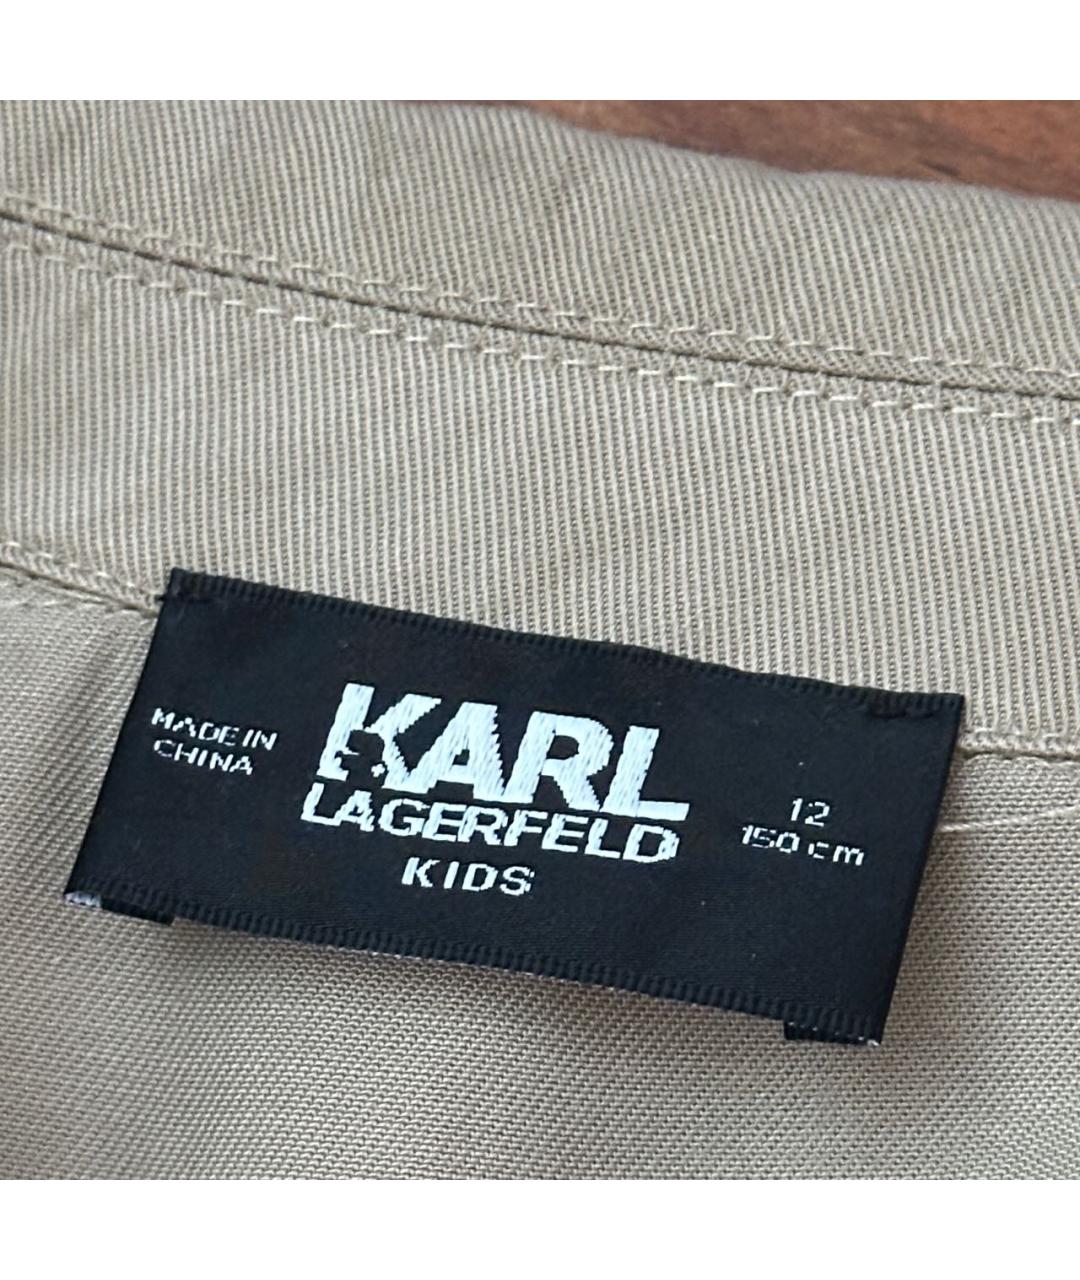 MADE IN
CHINA
KARL
LAGERFELD
KIDS
12
150 cm